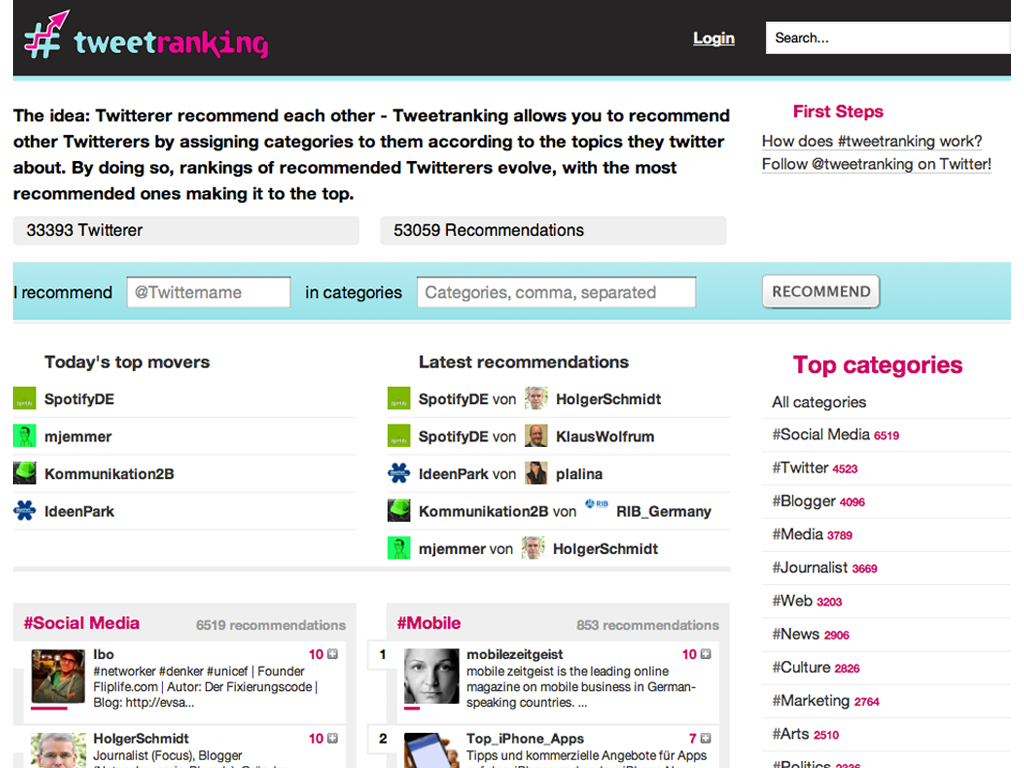 tweetranking
Login
Search...
The idea: Twitterer recommend each other - Tweetranking allows you to recommend
other Twitterers by assigning categories to them according to the topics they twitter
about. By doing so, rankings of recommended Twitterers evolve, with the most
recommended ones making it to the top.
33393 Twitterer
53059 Recommendations
First Steps
How does #tweetranking work?
Follow @tweetranking on Twitter!
I recommend @Twittername in categories Categories, comma, separated RECOMMEND
Today's top movers
SpotifyDE
mjemmer
Kommunikation2B
IdeenPark
Latest recommendations
SpotifyDE von HolgerSchmidt
SpotifyDE von KlausWolfrum
IdeenPark von plalina
Kommunikation2B von RIB RIB_Germany
mjemmer von HolgerSchmidt
Top categories
All categories
#Social Media 6519
#Twitter 4523
#Blogger 4096
#Media 3789
#Journalist 3669
#Web 3203
#News 2906
#Culture 2826
#Marketing 2764
#Arts 2510
#Politics 2336
#Social Media 6519 recommendations
Ibo 10
#networker #denker #unicef | Founder
Fliplife.com | Autor: Der Fixierungscode |
Blog: http://evsa...
HolgerSchmidt 10
Journalist (Focus), Blogger
#Mobile 853 recommendations
1 mobilezeitgeist 10
mobile zeitgeist is the leading online
magazine on mobile business in German-
speaking countries. ...
2 Top_iPhone_Apps 7
Tipps und kommerzielle Angebote für Apps